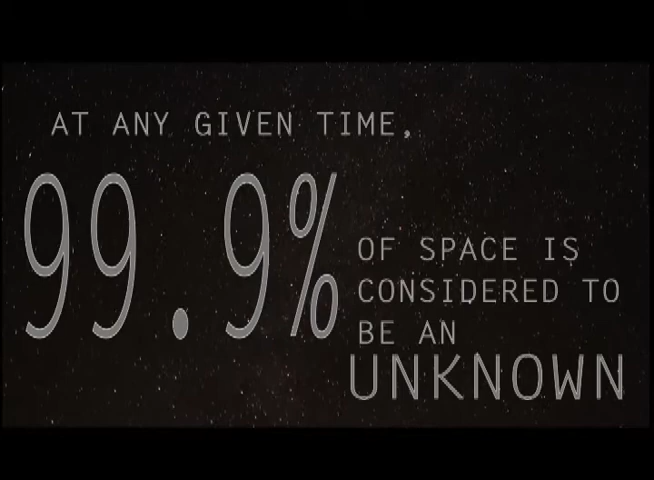 AT ANY GIVEN TIME,
99.9%
OF SPACE IS
CONSIDERED TO
BE AN
UNKNOWN